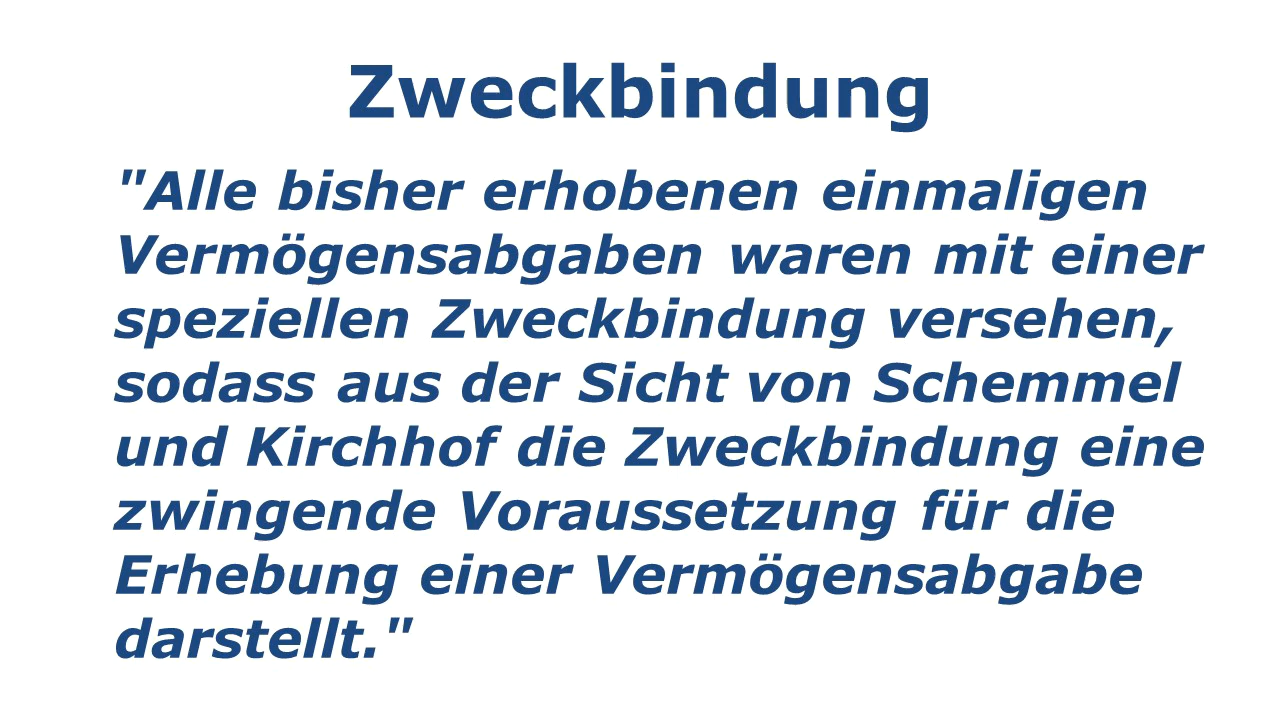 Zweckbindung
"Alle bisher erhobenen einmaligen
Vermögensabgaben waren mit einer
speziellen Zweckbindung versehen,
sodass aus der Sicht von Schemmel
und Kirchhof die Zweckbindung eine
zwingende Voraussetzung für die
Erhebung einer Vermögensabgabe
darstellt."